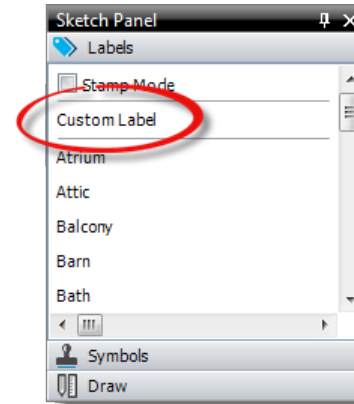 Sketch Panel
Labels
Stamp Mode
Custom Label
Atrium
Attic
Balcony
Barn
Bath
Symbols
Draw